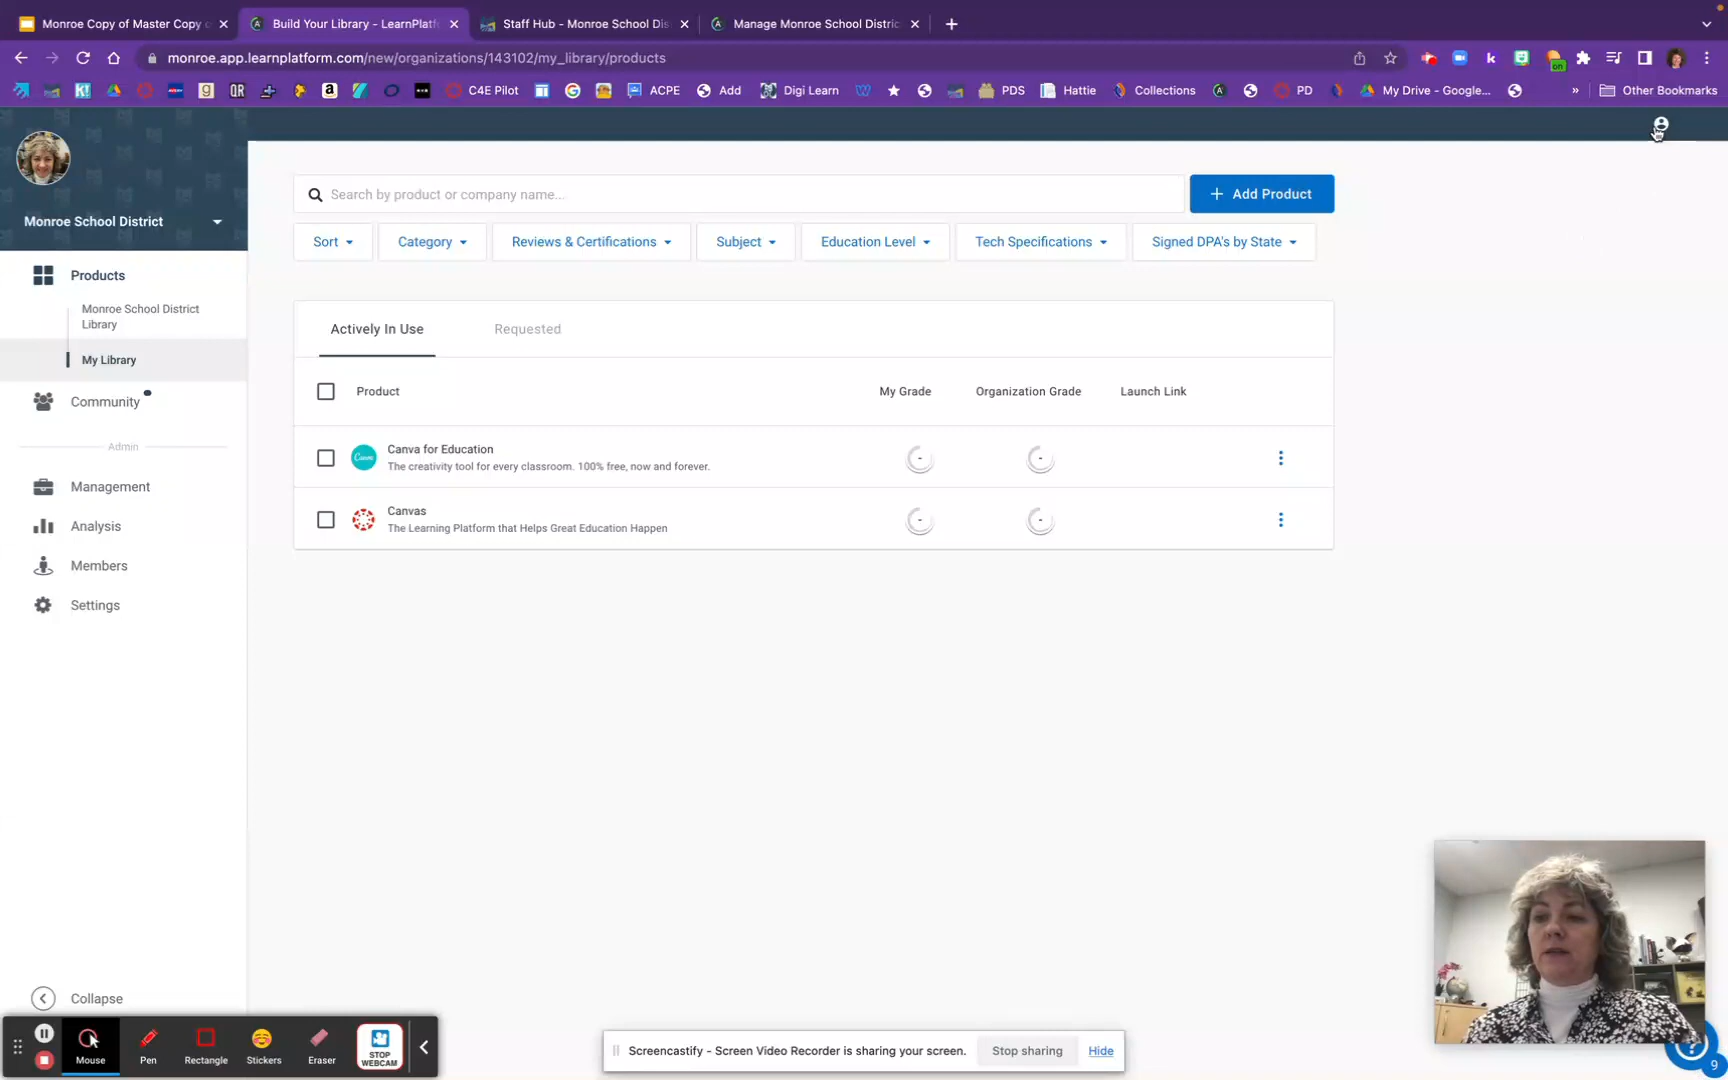 Monroe Copy of Master Copy o
Build Your Library - LearnPlatfo
Staff Hub - Monroe School Dis
Manage Monroe School District
monroe.app.learnplatform.com/new/organizations/143102/my_library/products
on
K!
QR
C4E Pilot
ACPE
Add
Digi Learn
PDS
Hattie
Collections
PD
My Drive - Google...
»
Other Bookmarks
Monroe School District
Search by product or company name...
+ Add Product
Sort
Category
Reviews & Certifications
Subject
Education Level
Tech Specifications
Signed DPA's by State
Products
Monroe School District
Library
My Library
Community
Admin
Management
Analysis
Members
Settings
Collapse
Actively In Use
Requested
Product
My Grade
Organization Grade
Launch Link
Canva for Education
The creativity tool for every classroom. 100% free, now and forever.
-
-
Canvas
The Learning Platform that Helps Great Education Happen
-
-
Mouse
Pen
Rectangle
Stickers
Eraser
STOP
WEBCAM
Screencastify - Screen Video Recorder is sharing your screen.
Stop sharing
Hide
9